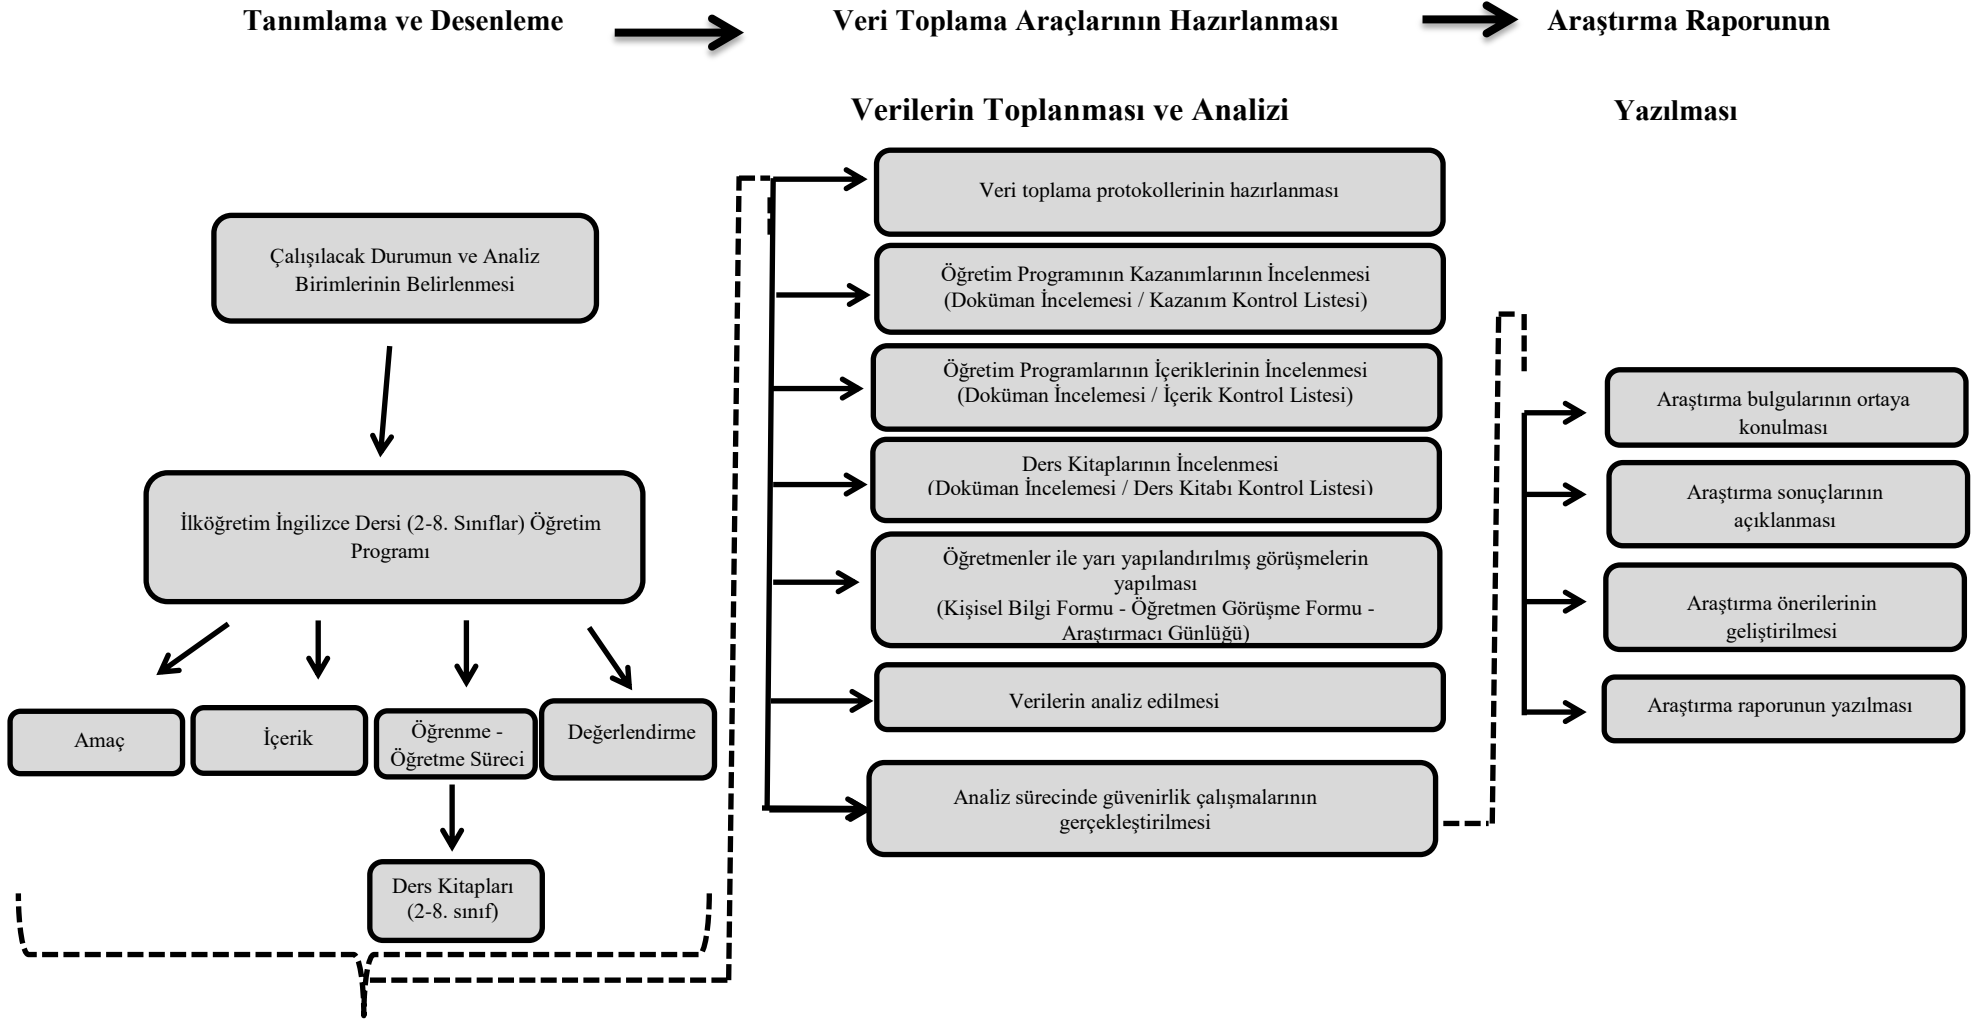 Tanımlama ve Desenleme
Veri Toplama Araçlarının Hazırlanması
Araştırma Raporunun
Verilerin Toplanması ve Analizi
Yazılması
Çalışılacak Durumun ve Analiz
Birimlerinin Belirlenmesi
İlköğretim İngilizce Dersi (2-8. Sınıflar) Öğretim
Programı
Amaç
İçerik
Öğrenme -
Öğretme Süreci
Değerlendirme
Ders Kitapları
(2-8. sınıf)
Veri toplama protokollerinin hazırlanması
Öğretim Programının Kazanımlarının İncelenmesi
(Doküman İncelemesi / Kazanım Kontrol Listesi)
Öğretim Programlarının İçeriklerinin İncelenmesi
(Doküman İncelemesi / İçerik Kontrol Listesi)
Ders Kitaplarının İncelenmesi
(Doküman İncelemesi / Ders Kitabı Kontrol Listesi)
Öğretmenler ile yarı yapılandırılmış görüşmelerin
yapılması
(Kişisel Bilgi Formu - Öğretmen Görüşme Formu -
Araştırmacı Günlüğü)
Verilerin analiz edilmesi
Analiz sürecinde güvenirlik çalışmalarının
gerçekleştirilmesi
Araştırma bulgularının ortaya
konulması
Araştırma sonuçlarının
açıklanması
Araştırma önerilerinin
geliştirilmesi
Araştırma raporunun yazılması